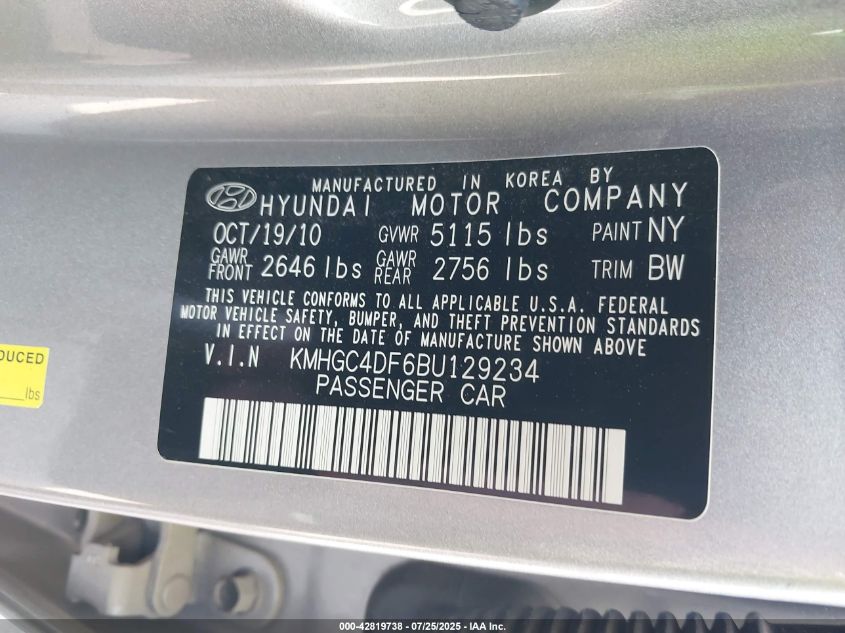 MANUFACTURED IN KOREA BY
HYUNDAI MOTOR COMPANY
OCT/19/10 GVWR 5115 lbs PAINT NY
GAWR FRONT 2646 lbs GAWR REAR 2756 lbs TRIM BW
THIS VEHICLE CONFORMS TO ALL APPLICABLE U.S.A. FEDERAL
MOTOR VEHICLE SAFETY, BUMPER, AND THEFT PREVENTION STANDARDS
IN EFFECT ON THE DATE OF MANUFACTURE SHOWN ABOVE
V.I.N KMHGC4DF6BU129234
PASSENGER CAR
lbs
000-42819738 - 07/25/2025 - IAA Inc.